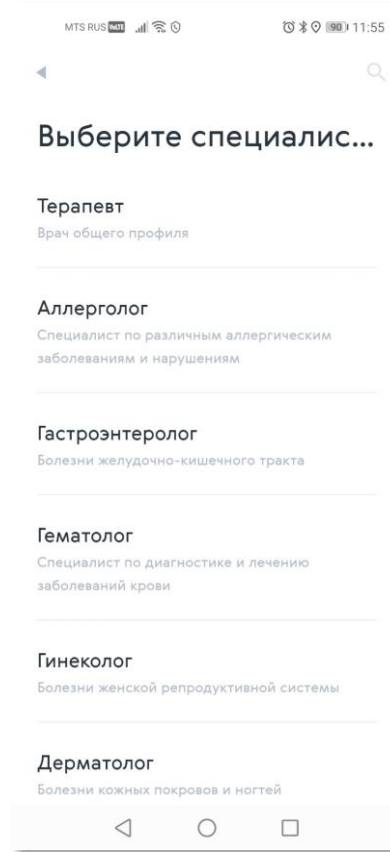 MTS RUS VoLTE 90 11:55
Выберите специалис...
Терапевт
Врач общего профиля
Аллерголог
Специалист по различным аллергическим
заболеваниям и нарушениям
Гастроэнтеролог
Болезни желудочно-кишечного тракта
Гематолог
Специалист по диагностике и лечению
заболеваний крови
Гинеколог
Болезни женской репродуктивной системы
Дерматолог
Болезни кожных покровов и ногтей